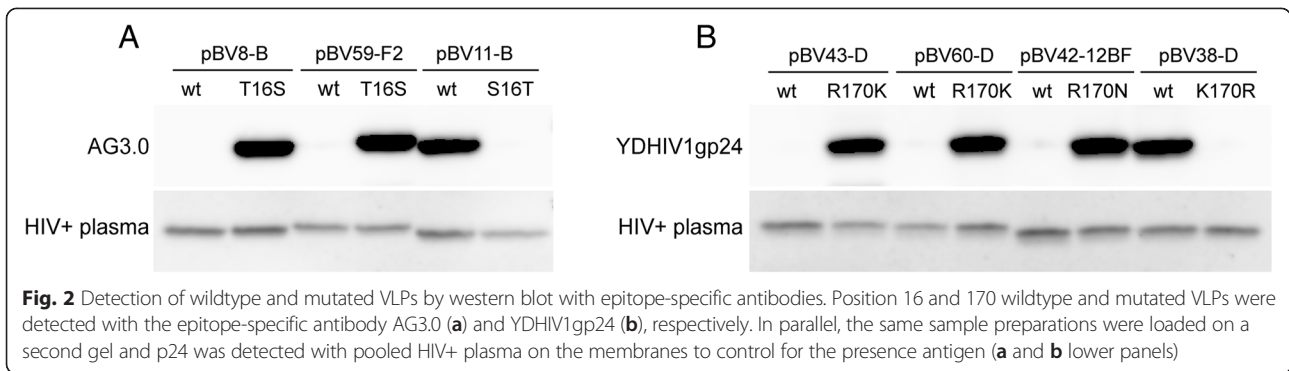 A
pBV8-B pBV59-F2 pBV11-B
wt T16S wt T16S wt S16T
AG3.0
HIV+ plasma
B
pBV43-D pBV60-D pBV42-12BF pBV38-D
wt R170K wt R170K wt R170N wt K170R
YDHIV1gp24
HIV+ plasma
Fig. 2 Detection of wildtype and mutated VLPs by western blot with epitope-specific antibodies. Position 16 and 170 wildtype and mutated VLPs were
detected with the epitope-specific antibody AG3.0 (a) and YDHIV1gp24 (b), respectively. In parallel, the same sample preparations were loaded on a
second gel and p24 was detected with pooled HIV+ plasma on the membranes to control for the presence antigen (a and b lower panels)